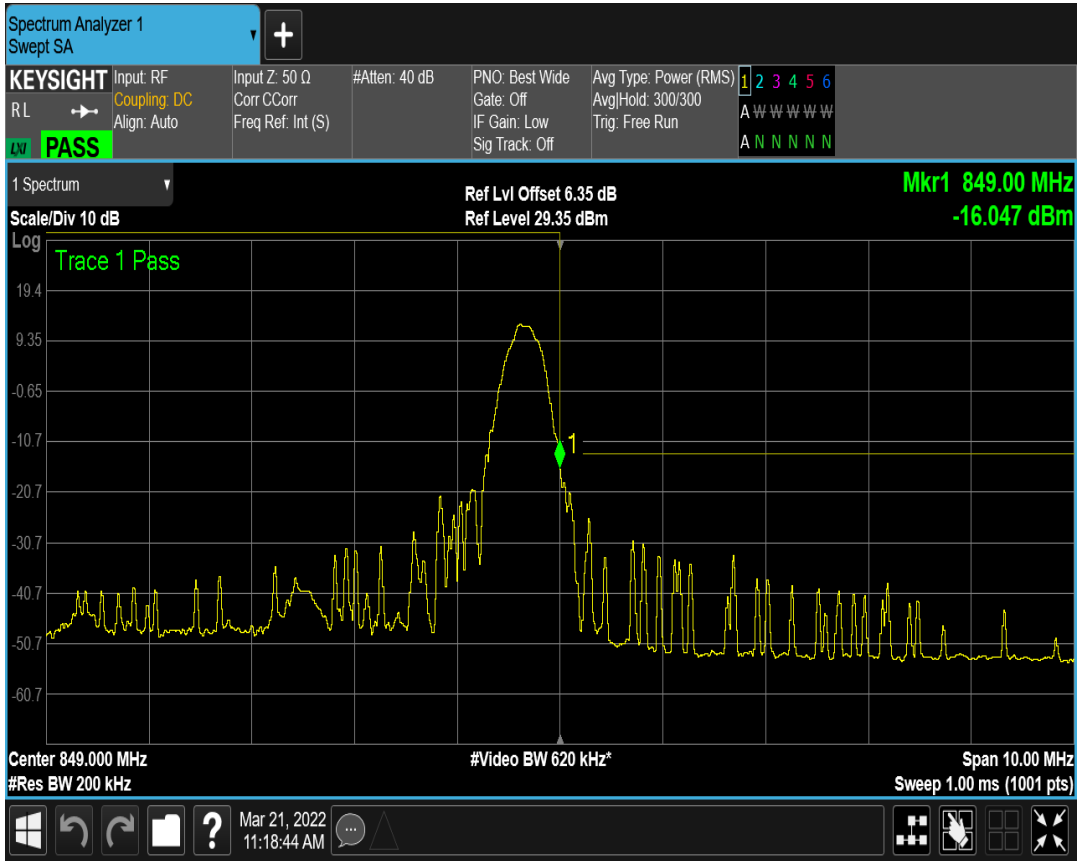 Spectrum Analyzer 1
Swept SA
+
KEYSIGHT
R L
LXI PASS
Input: RF
Coupling: DC
Align: Auto
Input Z: 50 Ω
Corr CCorr
Freq Ref: Int (S)
#Atten: 40 dB
PNO: Best Wide
Gate: Off
IF Gain: Low
Sig Track: Off
Avg Type: Power (RMS)
Avg|Hold: 300/300
Trig: Free Run
1 2 3 4 5 6
A W W W W W
A N N N N N
1 Spectrum
Scale/Div 10 dB
Ref Lvl Offset 6.35 dB
Ref Level 29.35 dBm
Mkr1 849.00 MHz
-16.047 dBm
Log
Trace 1 Pass
19.4
9.35
-0.65
-10.7
1
-20.7
-30.7
-40.7
-50.7
-60.7
Center 849.000 MHz
#Res BW 200 kHz
#Video BW 620 kHz*
Span 10.00 MHz
Sweep 1.00 ms (1001 pts)
?
Mar 21, 2022
11:18:44 AM